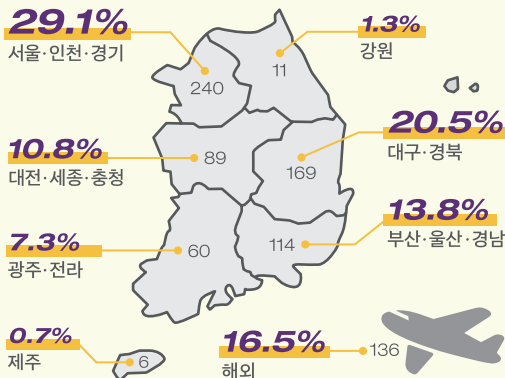 29.1%
서울·인천·경기
240
1.3%
강원
11
10.8%
대전·세종·충청
89
20.5%
대구·경북
169
7.3%
광주·전라
60
13.8%
부산·울산·경남
114
0.7%
제주
6
16.5%
해외
136